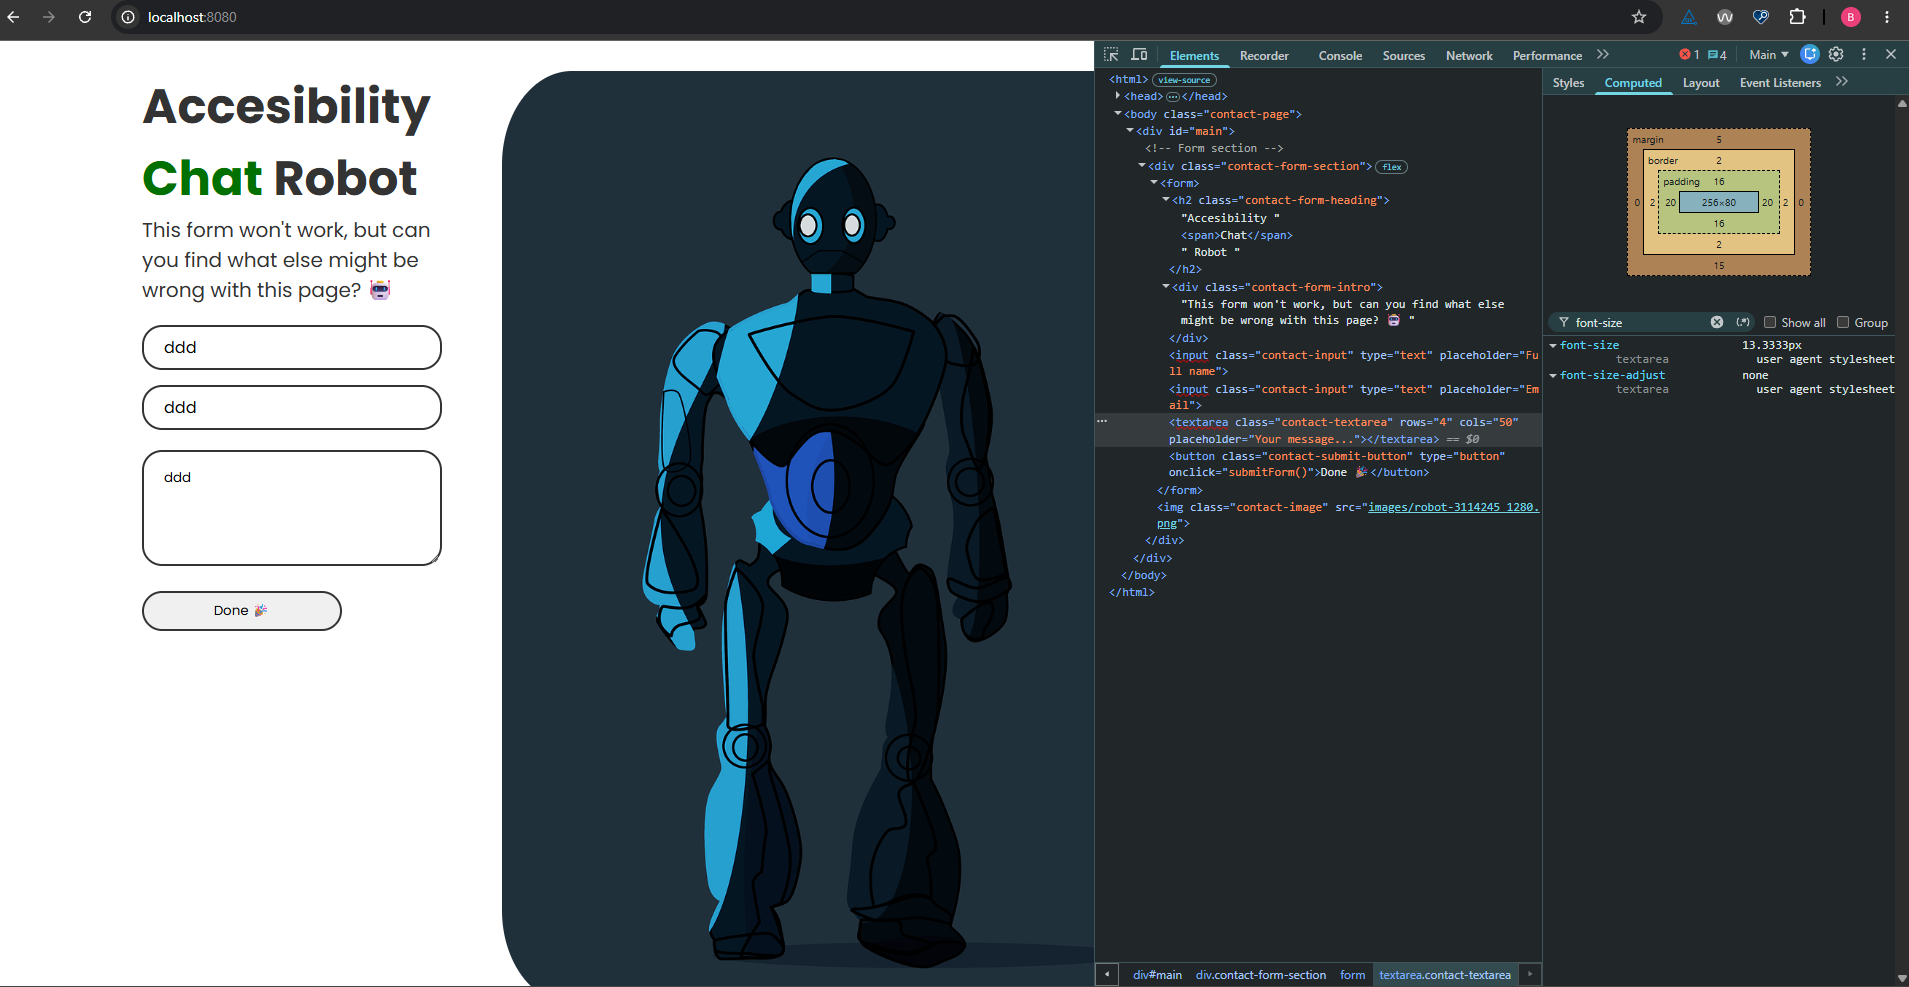 localhost:8080
B
Accesibility
Chat Robot
This form won't work, but can
you find what else might be
wrong with this page? 🤖
ddd
ddd
ddd
Done 🎉
Elements Recorder Console Sources Network Performance 1 4 Main
<html> view-source
<head> ⋯ </head>
<body class="contact-page">
<div id="main">
<!-- Form section -->
<div class="contact-form-section"> flex
<form>
<h2 class="contact-form-heading">
"Accesibility "
<span>Chat</span>
" Robot "
</h2>
<div class="contact-form-intro">
"This form won't work, but can you find what else
might be wrong with this page? 🤖 "
</div>
<input class="contact-input" type="text" placeholder="Fu
ll name">
<input class="contact-input" type="text" placeholder="Em
ail">
<textarea class="contact-textarea" rows="4" cols="50"
placeholder="Your message..."></textarea> == $0
<button class="contact-submit-button" type="button"
onclick="submitForm()">Done 🎉</button>
</form>
<img class="contact-image" src="images/robot-3114245_1280.
png">
</div>
</div>
</body>
</html>
div#main div.contact-form-section form textarea.contact-textarea
Styles Computed Layout Event Listeners
margin 5
border 2
padding 16
0 2 20 256×80 20 2 0
16
2
15
font-size (.*) Show all Group
font-size 13.3333px
textarea user agent stylesheet
font-size-adjust none
textarea user agent stylesheet